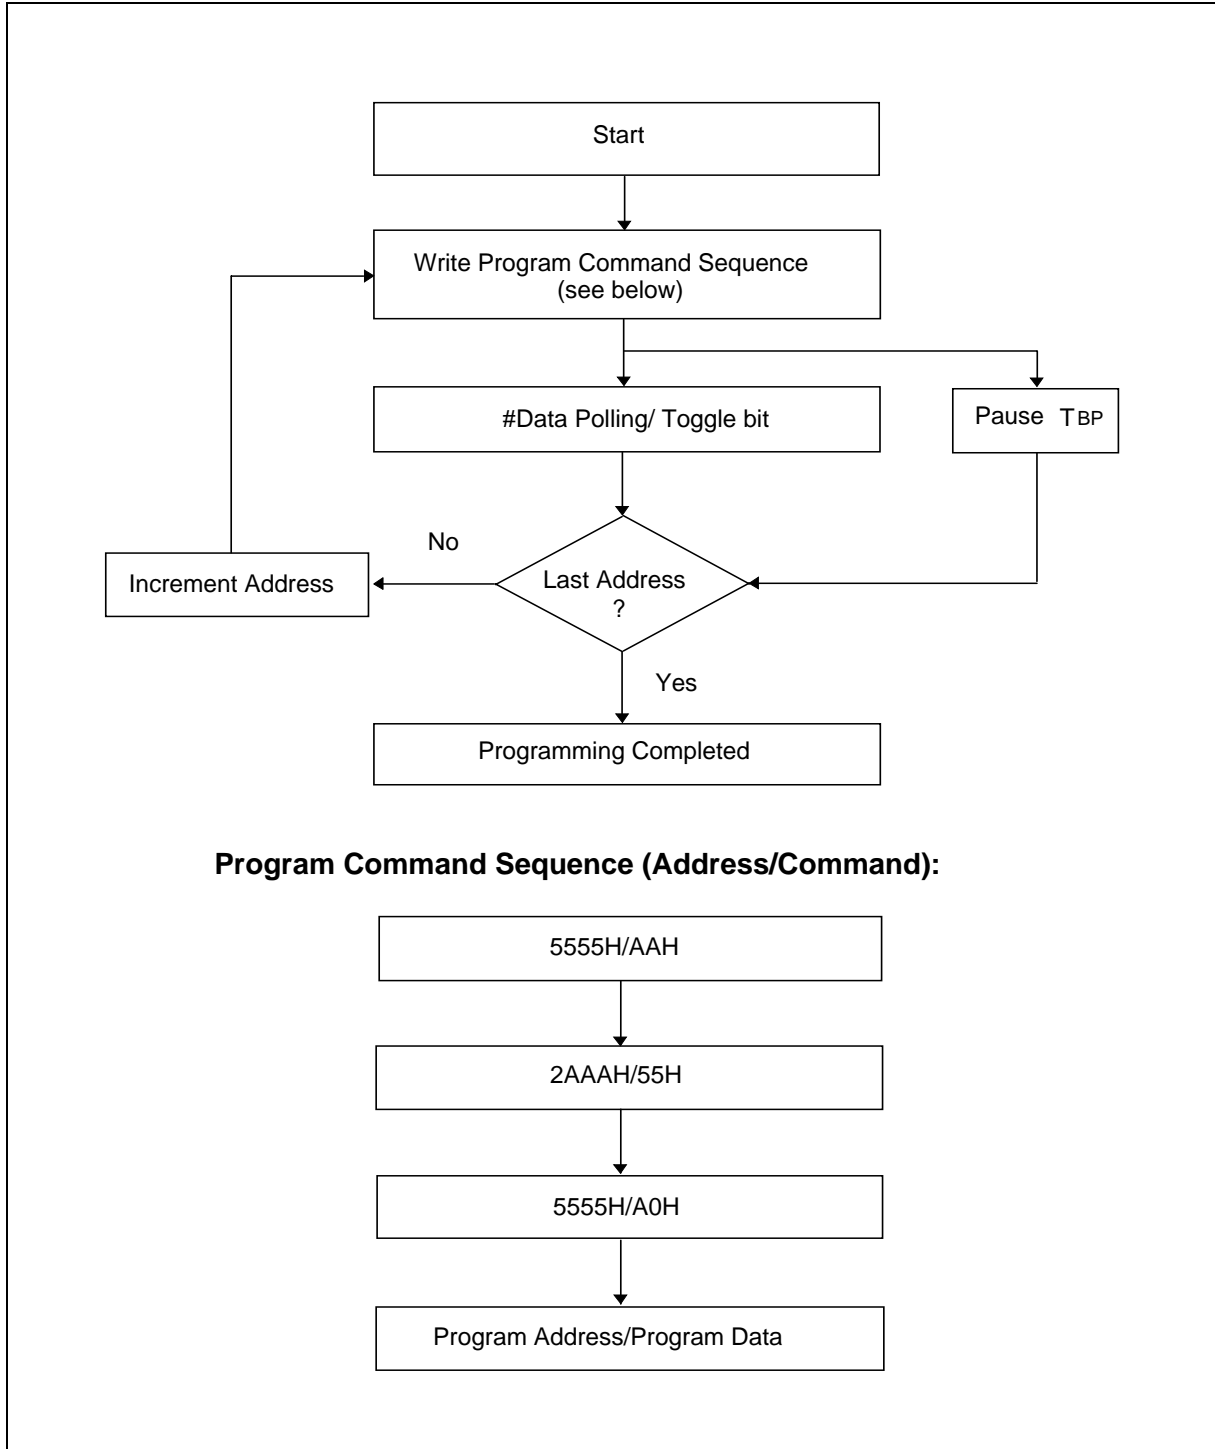 Start
Write Program Command Sequence
(see below)
#Data Polling/ Toggle bit
Pause TBP
No
Increment Address
Last Address
?
Yes
Programming Completed
Program Command Sequence (Address/Command):
5555H/AAH
2AAAH/55H
5555H/A0H
Program Address/Program Data